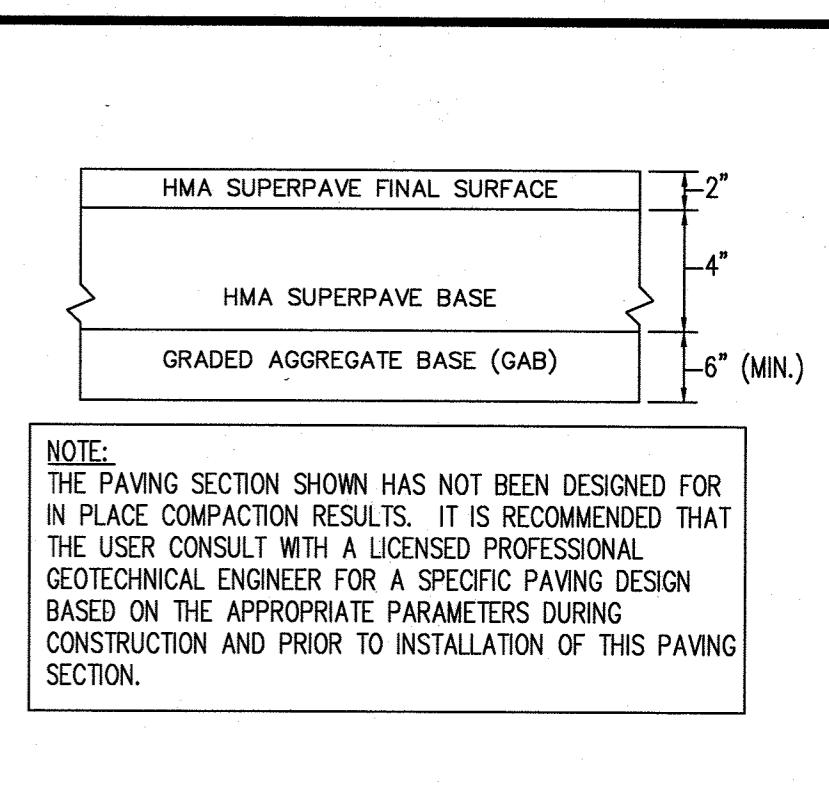 HMA SUPERPAVE FINAL SURFACE
2"
4"
HMA SUPERPAVE BASE
GRADED AGGREGATE BASE (GAB)
6" (MIN.)
NOTE:
THE PAVING SECTION SHOWN HAS NOT BEEN DESIGNED FOR
IN PLACE COMPACTION RESULTS. IT IS RECOMMENDED THAT
THE USER CONSULT WITH A LICENSED PROFESSIONAL
GEOTECHNICAL ENGINEER FOR A SPECIFIC PAVING DESIGN
BASED ON THE APPROPRIATE PARAMETERS DURING
CONSTRUCTION AND PRIOR TO INSTALLATION OF THIS PAVING
SECTION.